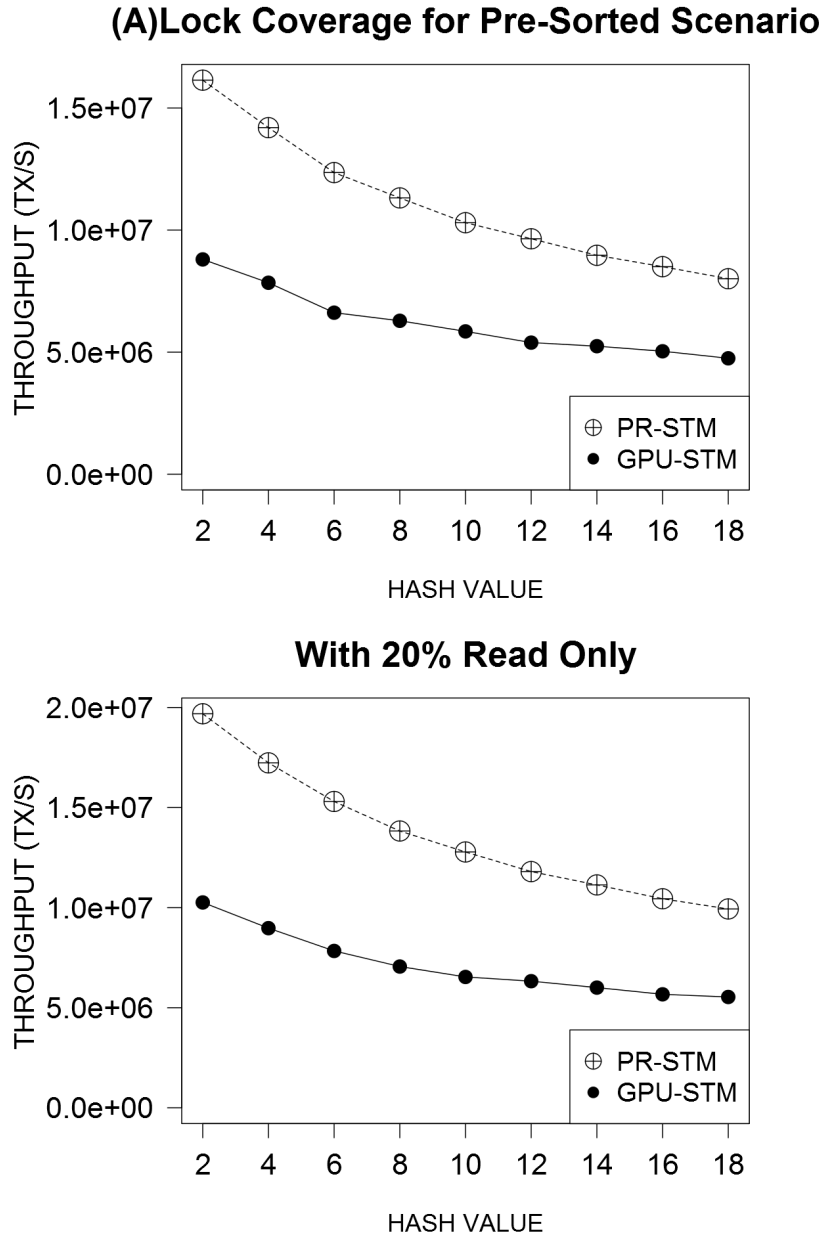 (A)Lock Coverage for Pre-Sorted Scenario
THROUGHPUT (TX/S)
1.5e+07
1.0e+07
5.0e+06
0.0e+00
PR-STM
GPU-STM
2 4 6 8 10 12 14 16 18
HASH VALUE
With 20% Read Only
THROUGHPUT (TX/S)
2.0e+07
1.5e+07
1.0e+07
5.0e+06
0.0e+00
PR-STM
GPU-STM
2 4 6 8 10 12 14 16 18
HASH VALUE